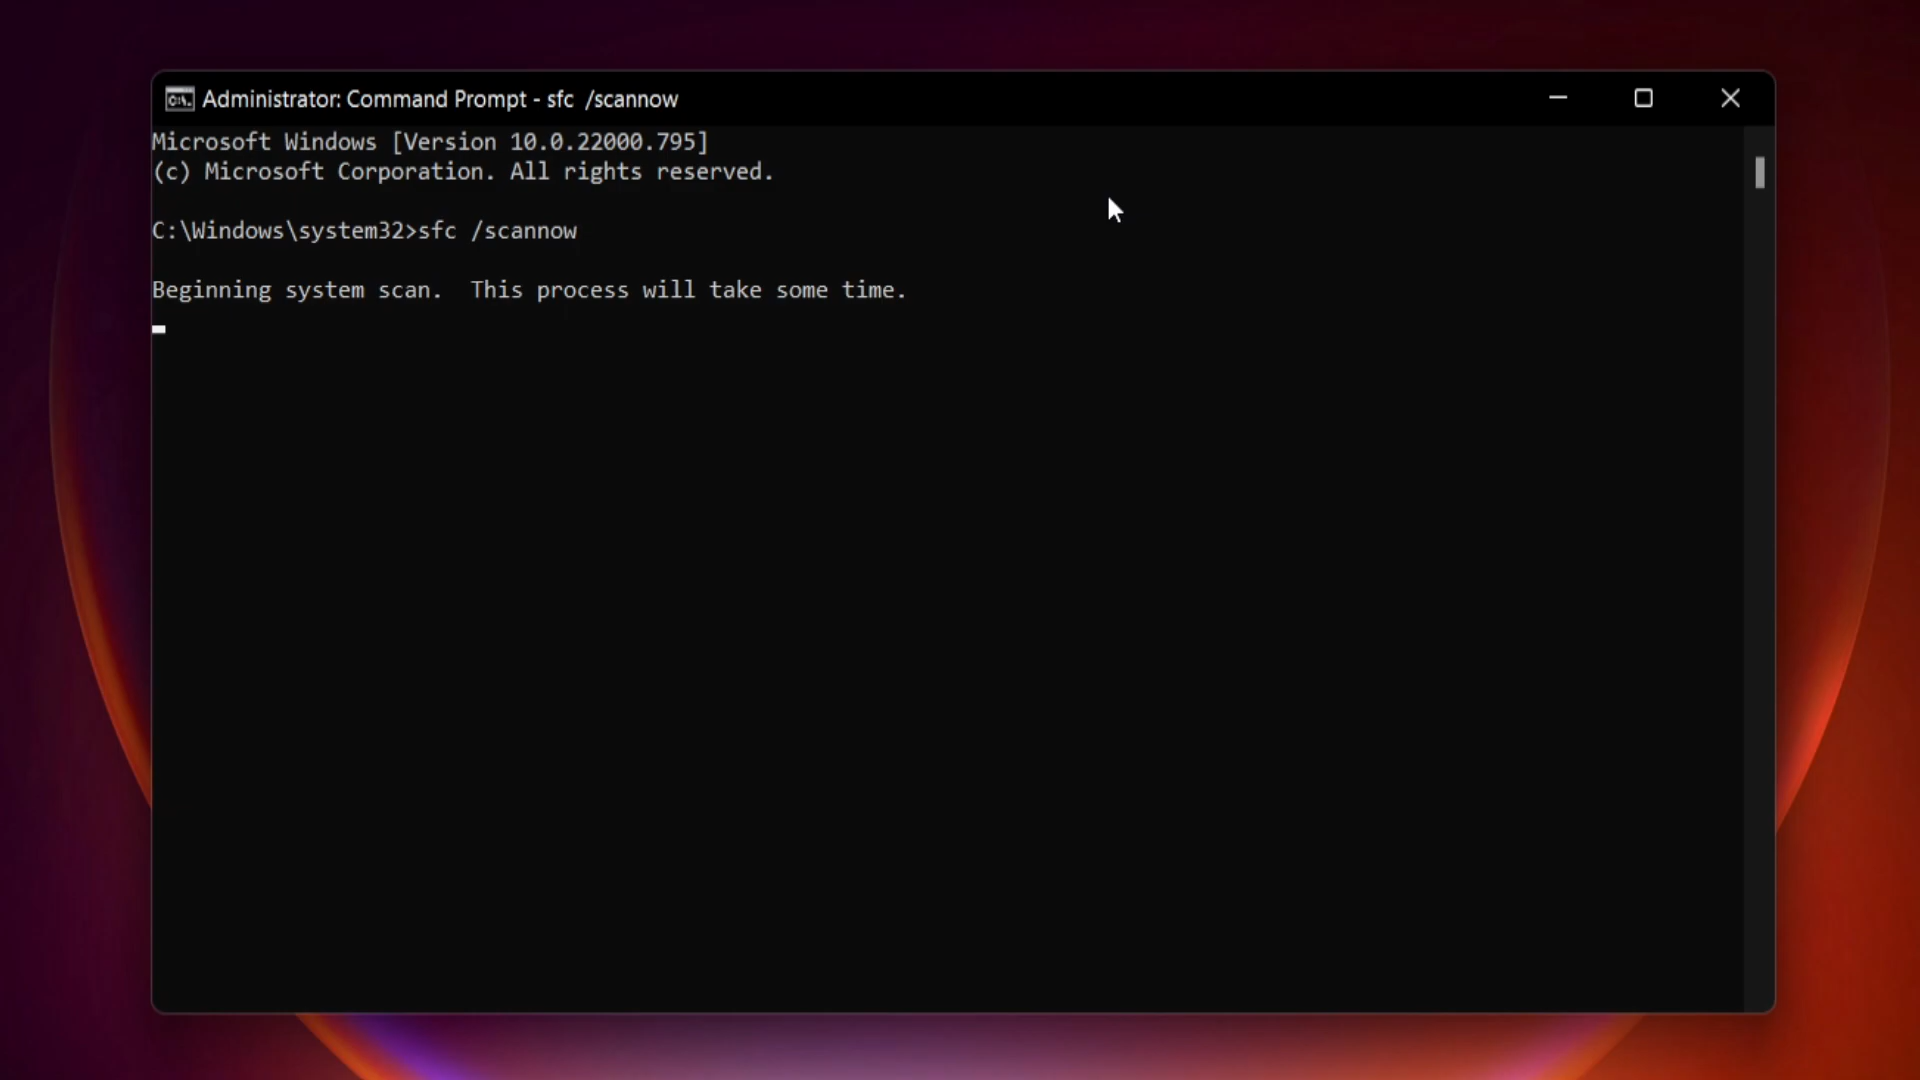 Administrator: Command Prompt - sfc  /scannow
Microsoft Windows [Version 10.0.22000.795]
(c) Microsoft Corporation. All rights reserved.
C:\Windows\system32>sfc /scannow
Beginning system scan.  This process will take some time.